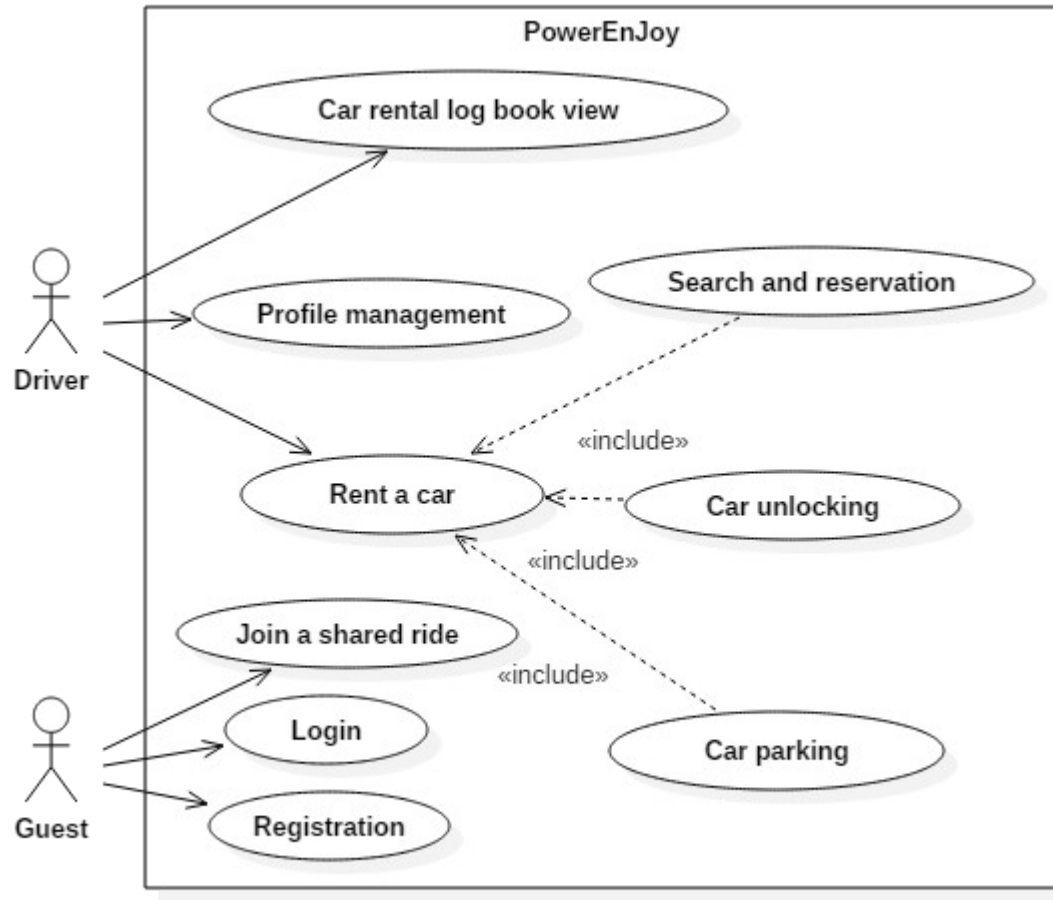 PowerEnJoy
Car rental log book view
Search and reservation
Profile management
Driver
«include»
Rent a car
Car unlocking
«include»
Join a shared ride
«include»
Login
Car parking
Guest
Registration